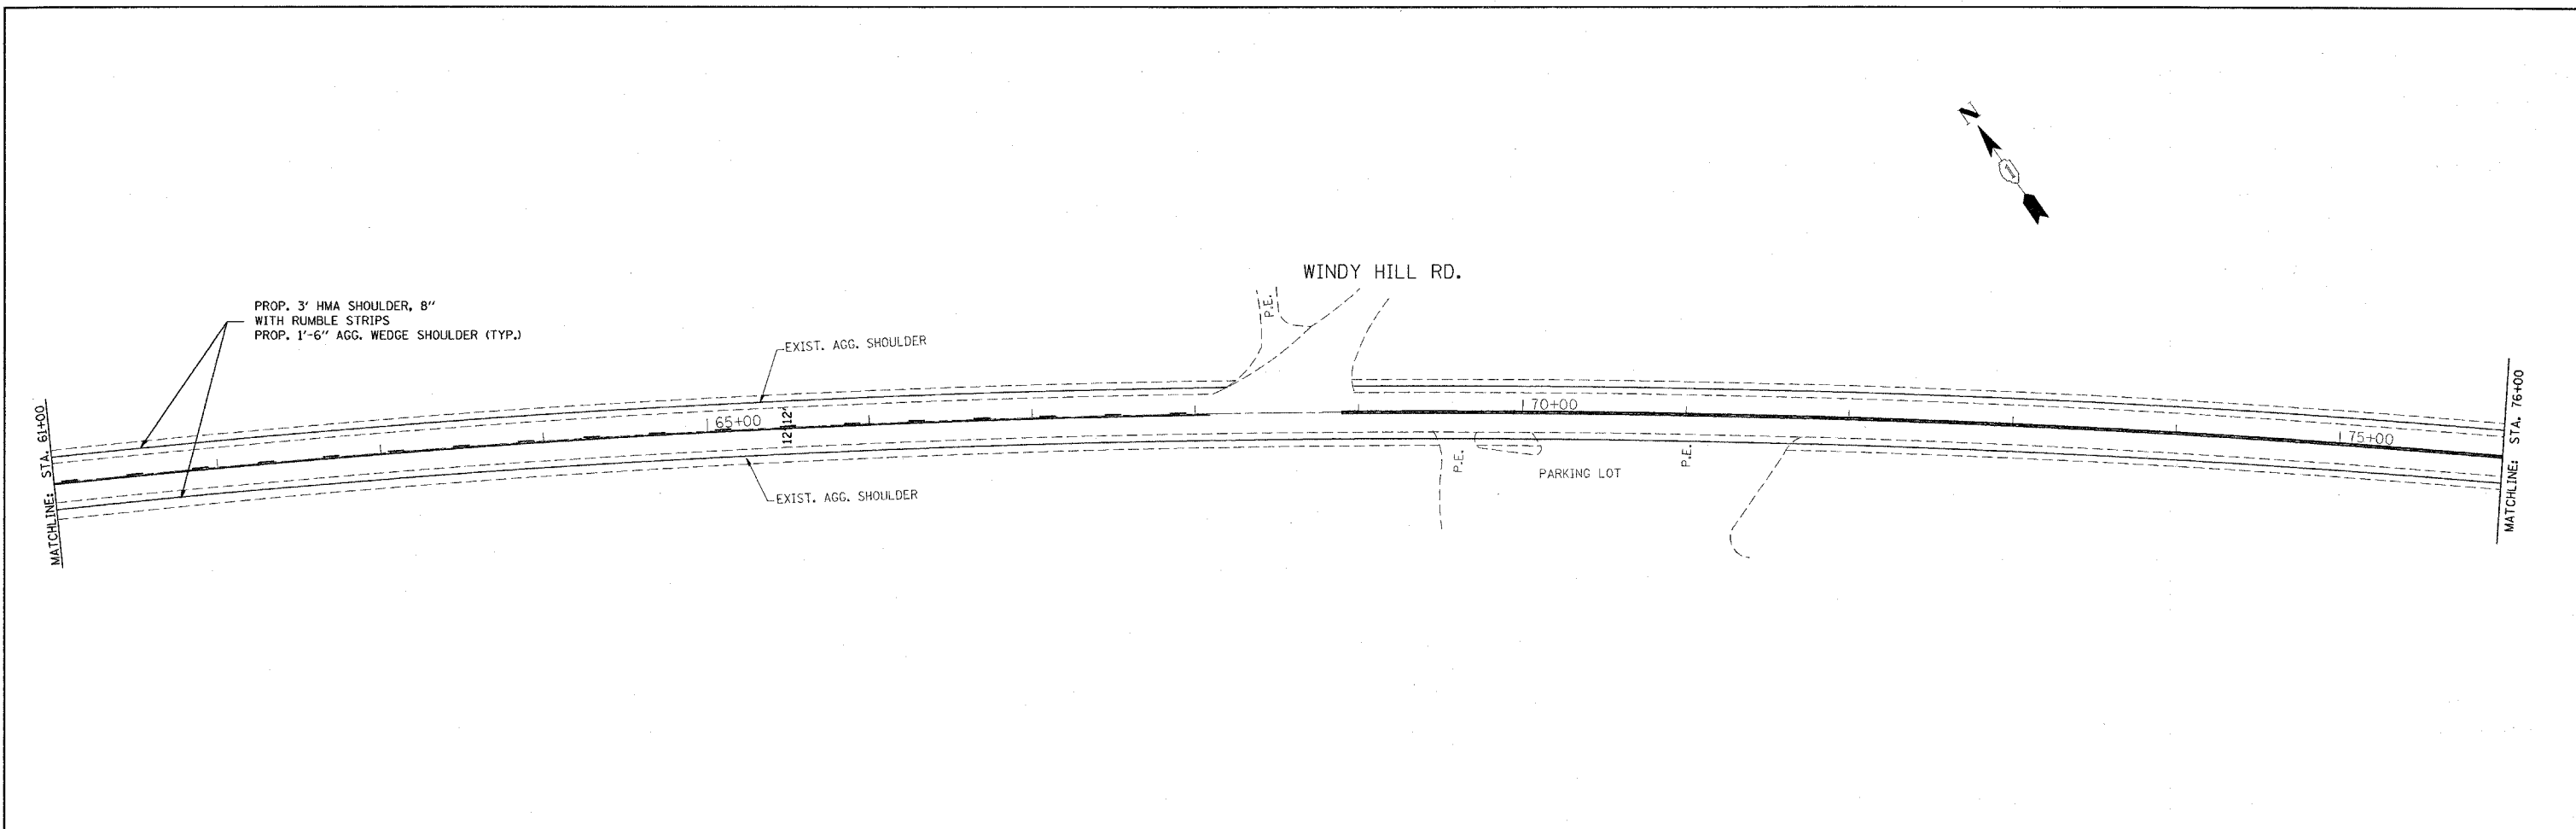 N
WINDY HILL RD.
P.E.
PROP. 3' HMA SHOULDER, 8"
WITH RUMBLE STRIPS
PROP. 1'-6" AGG. WEDGE SHOULDER (TYP.)
EXIST. AGG. SHOULDER
MATCHLINE: STA. 61+00
65+00
12'
12'
70+00
75+00
MATCHLINE: STA. 76+00
P.E.
P.E.
PARKING LOT
EXIST. AGG. SHOULDER